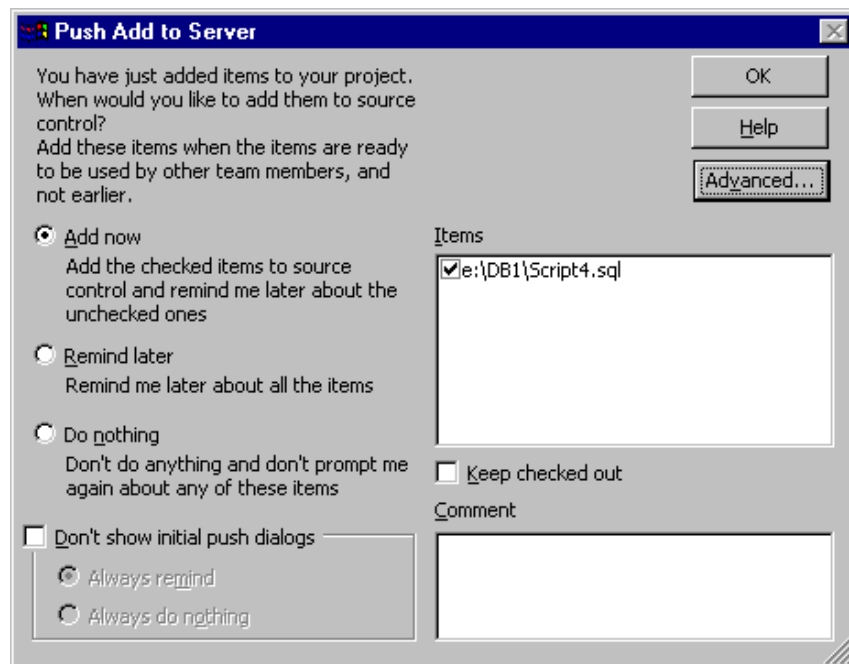 Push Add to Server
You have just added items to your project.
When would you like to add them to source
control?
Add these items when the items are ready
to be used by other team members, and
not earlier.
OK
Help
Advanced...
Add now
Add the checked items to source
control and remind me later about the
unchecked ones
Remind later
Remind me later about all the items
Do nothing
Don't do anything and don't prompt me
again about any of these items
Don't show initial push dialogs
Always remind
Always do nothing
Items
e:\DB1\Script4.sql
Keep checked out
Comment